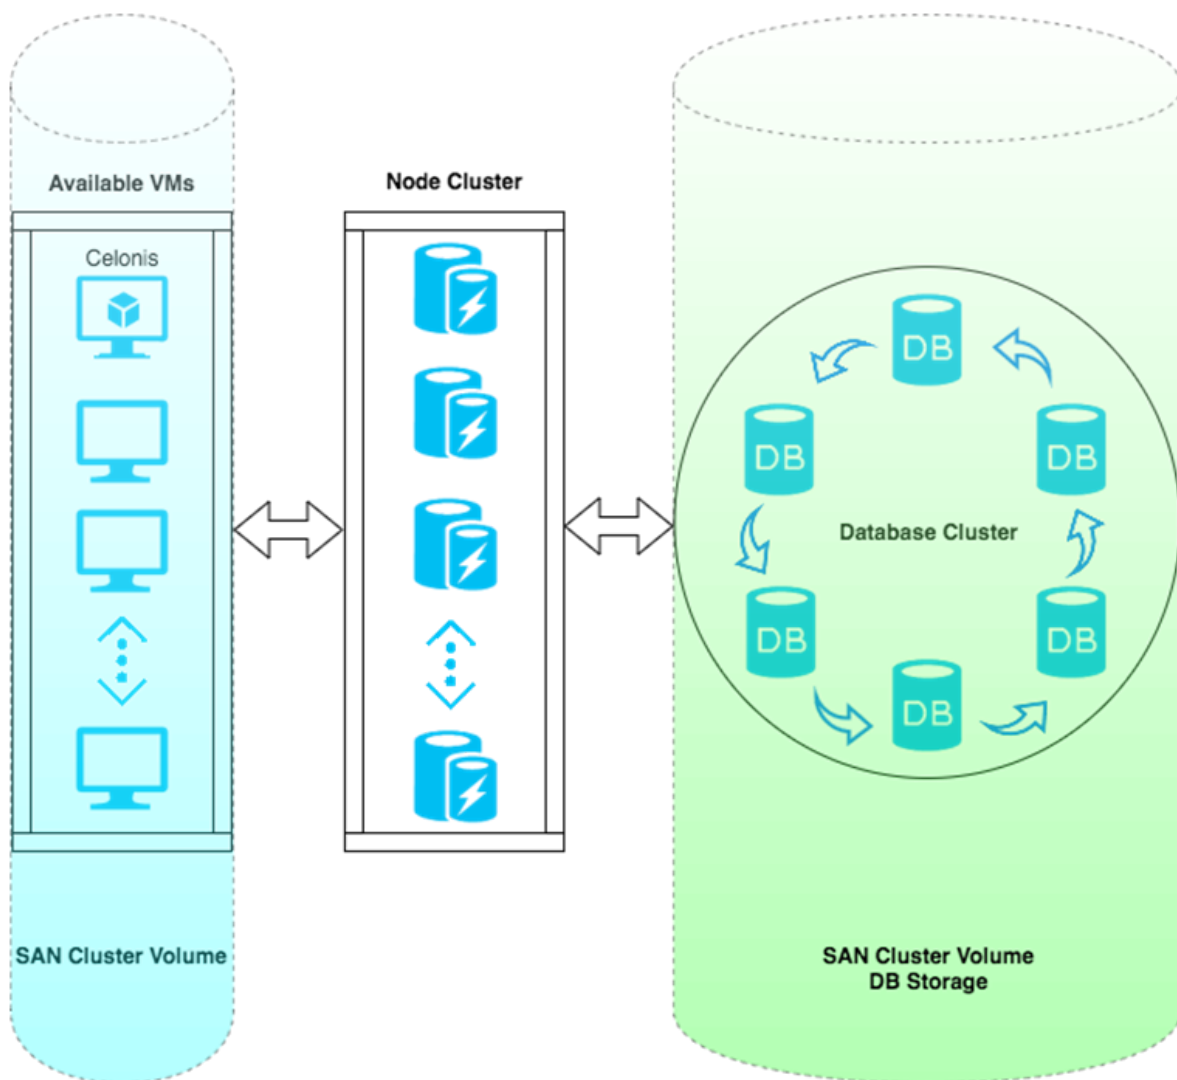 Available VMs
Celonis
SAN Cluster Volume
Node Cluster
DB
DB
DB
DB
DB
DB
Database Cluster
SAN Cluster Volume
DB Storage